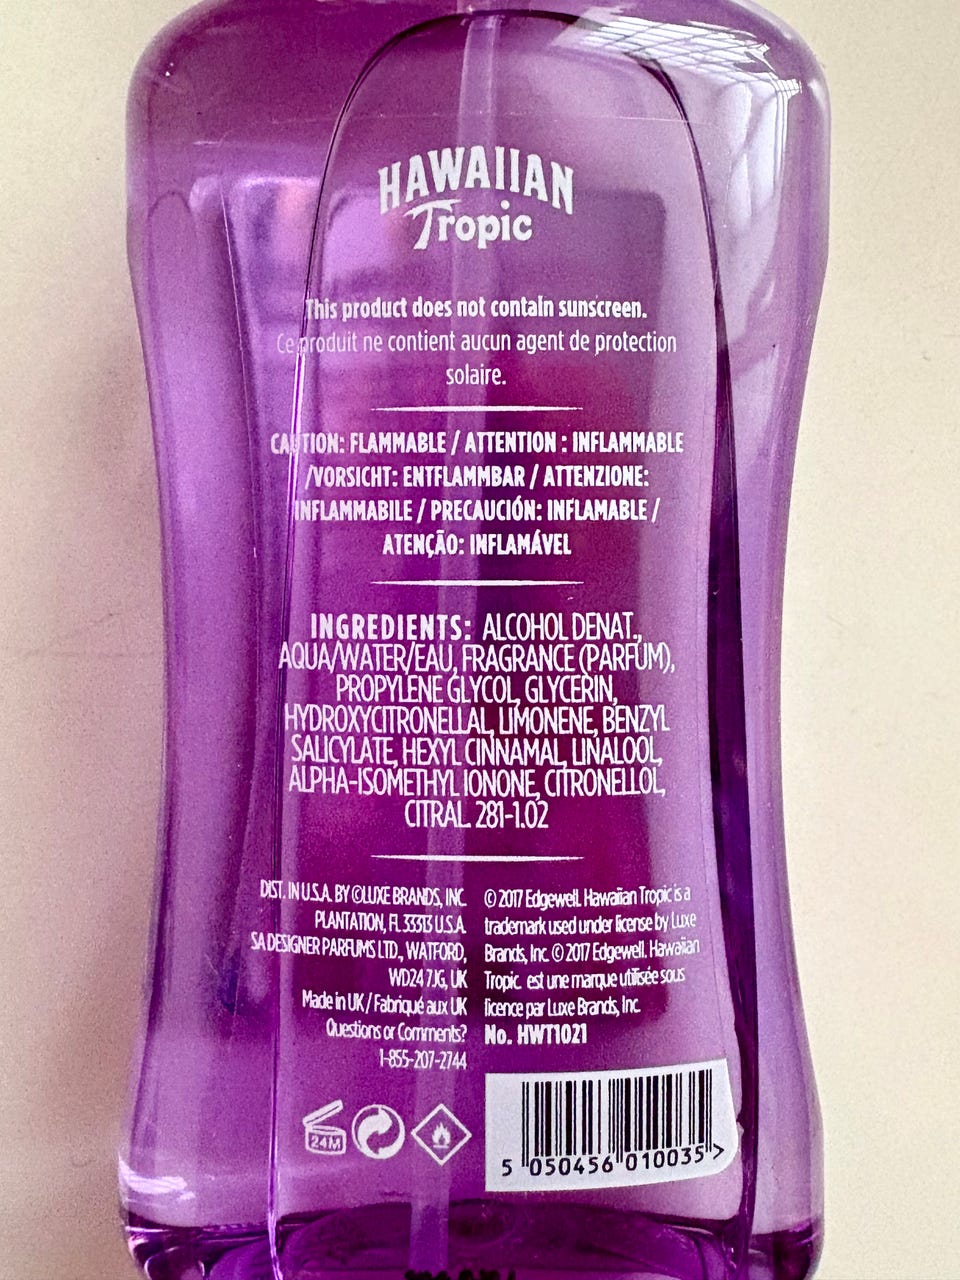 HAWAIIAN
Tropic
This product does not contain sunscreen.
Ce produit ne contient aucun agent de protection
solaire.
CAUTION: FLAMMABLE / ATTENTION : INFLAMMABLE
/VORSICHT: ENTFLAMMBAR / ATTENZIONE:
INFLAMMABILE / PRECAUCIÓN: INFLAMABLE /
ATENÇÃO: INFLAMÁVEL
INGREDIENTS: ALCOHOL DENAT.,
AQUA/WATER/EAU, FRAGRANCE (PARFUM),
PROPYLENE GLYCOL, GLYCERIN,
HYDROXYCITRONELLAL, LIMONENE, BENZYL
SALICYLATE, HEXYL CINNAMAL, LINALOOL,
ALPHA-ISOMETHYL IONONE, CITRONELLOL,
CITRAL. 281-1.02
DIST. IN U.S.A. BY ©LUXE BRANDS, INC.
PLANTATION, FL 33313 U.S.A.
SA DESIGNER PARFUMS LTD., WATFORD,
WD24 7JG, UK
Made in UK / Fabriqué aux UK
Questions or Comments?
1-855-207-2744
© 2017 Edgewell. Hawaiian Tropic is a
trademark used under license by Luxe
Brands, Inc. © 2017 Edgewell. Hawaiian
Tropic. est une marque utilisée sous
licence par Luxe Brands, Inc.
No. HWT1021
24M
5 050456 010035 >